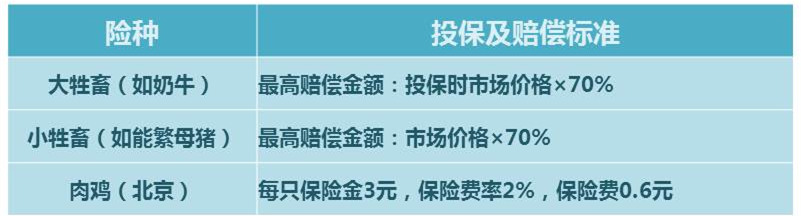 险种 投保及赔偿标准
大牲畜（如奶牛） 最高赔偿金额：投保时市场价格×70%
小牲畜（如能繁母猪） 最高赔偿金额：市场价格×70%
肉鸡（北京） 每只保险金3元，保险费率2%，保险费0.6元